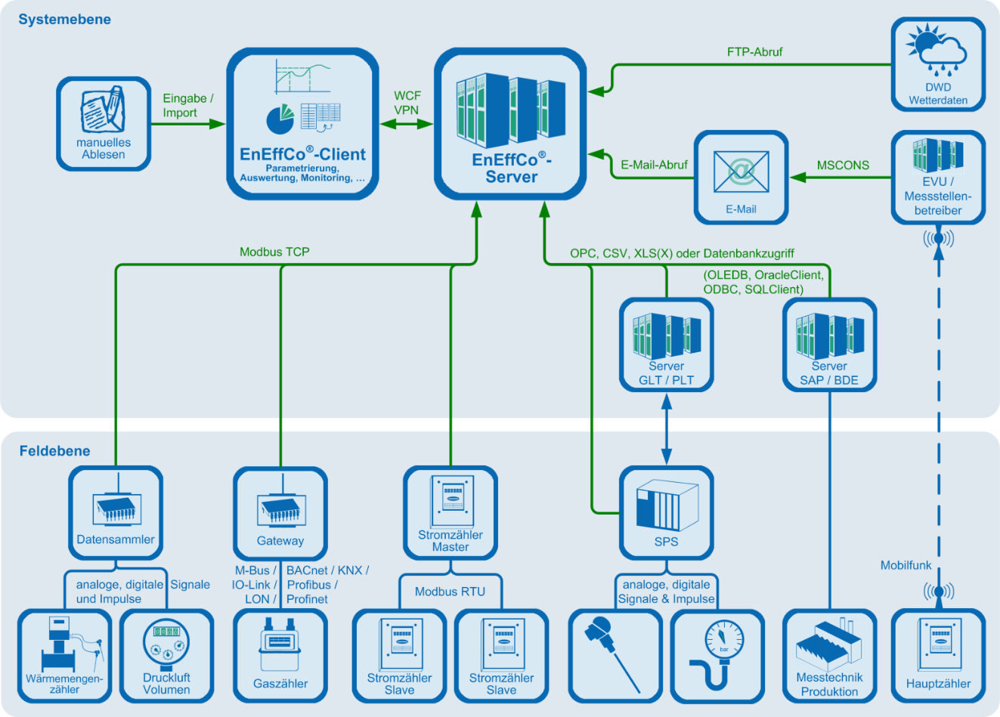 Systemebene
FTP-Abruf
DWD
Wetterdaten
manuelles
Ablesen
Eingabe /
Import
EnEffCo®-Client
Parametrierung,
Auswertung, Monitoring, ...
WCF
VPN
EnEffCo®-
Server
E-Mail-Abruf
@
E-Mail
MSCONS
EVU /
Messstellen-
betreiber
Modbus TCP
OPC, CSV, XLS(X) oder Datenbankzugriff
(OLEDB, OracleClient,
ODBC, SQLClient)
Server
GLT / PLT
Server
SAP / BDE
Feldebene
Datensammler
Gateway
Stromzähler
Master
SPS
Mobilfunk
analoge, digitale Signale
und Impulse
M-Bus / BACnet / KNX /
IO-Link / Profibus /
LON / Profinet
Modbus RTU
analoge, digitale
Signale & Impulse
Wärmemengen-
zähler
Druckluft
Volumen
Gaszähler
Stromzähler
Slave
Stromzähler
Slave
bar
Messtechnik
Produktion
Hauptzähler